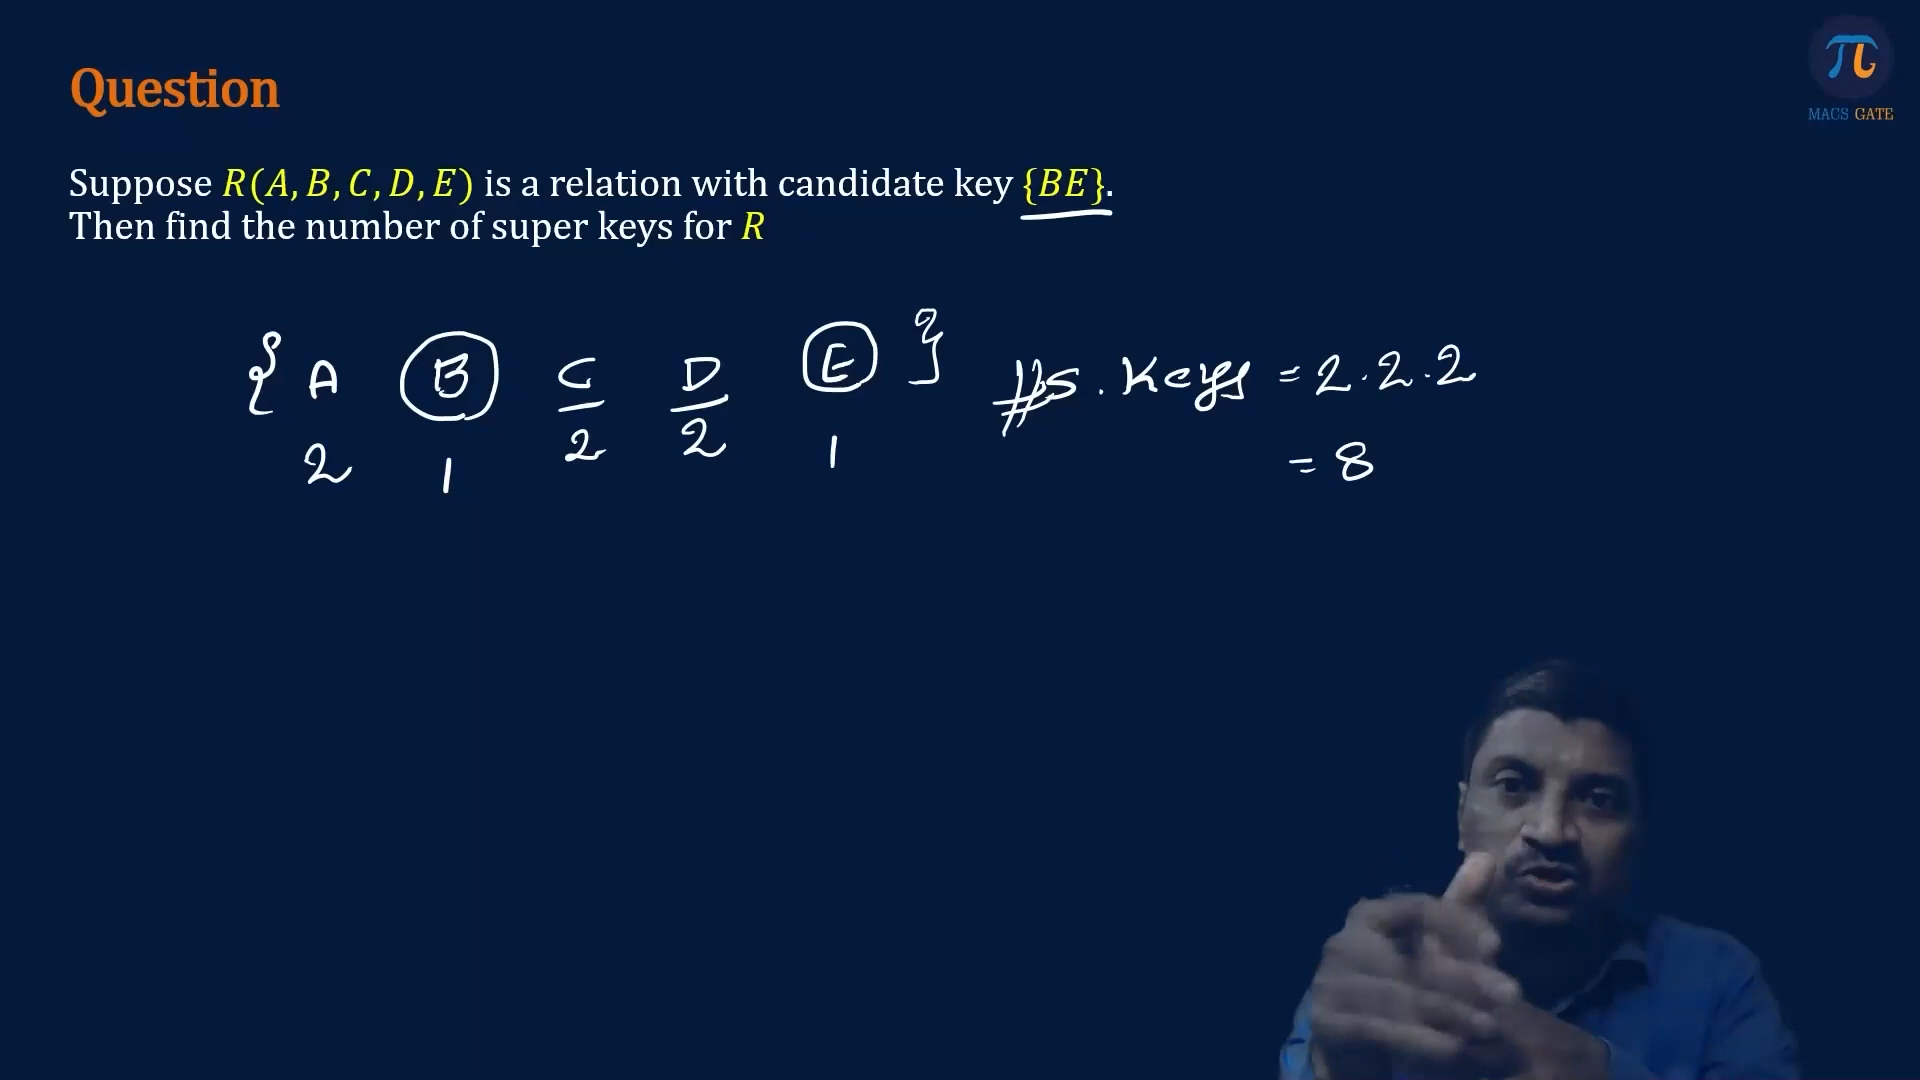 Question
MACS GATE
Suppose R(A, B, C, D, E) is a relation with candidate key {BE}.
Then find the number of super keys for R
{ A B C D E } #S. Keys = 2.2.2
2 1 2 2 1 = 8